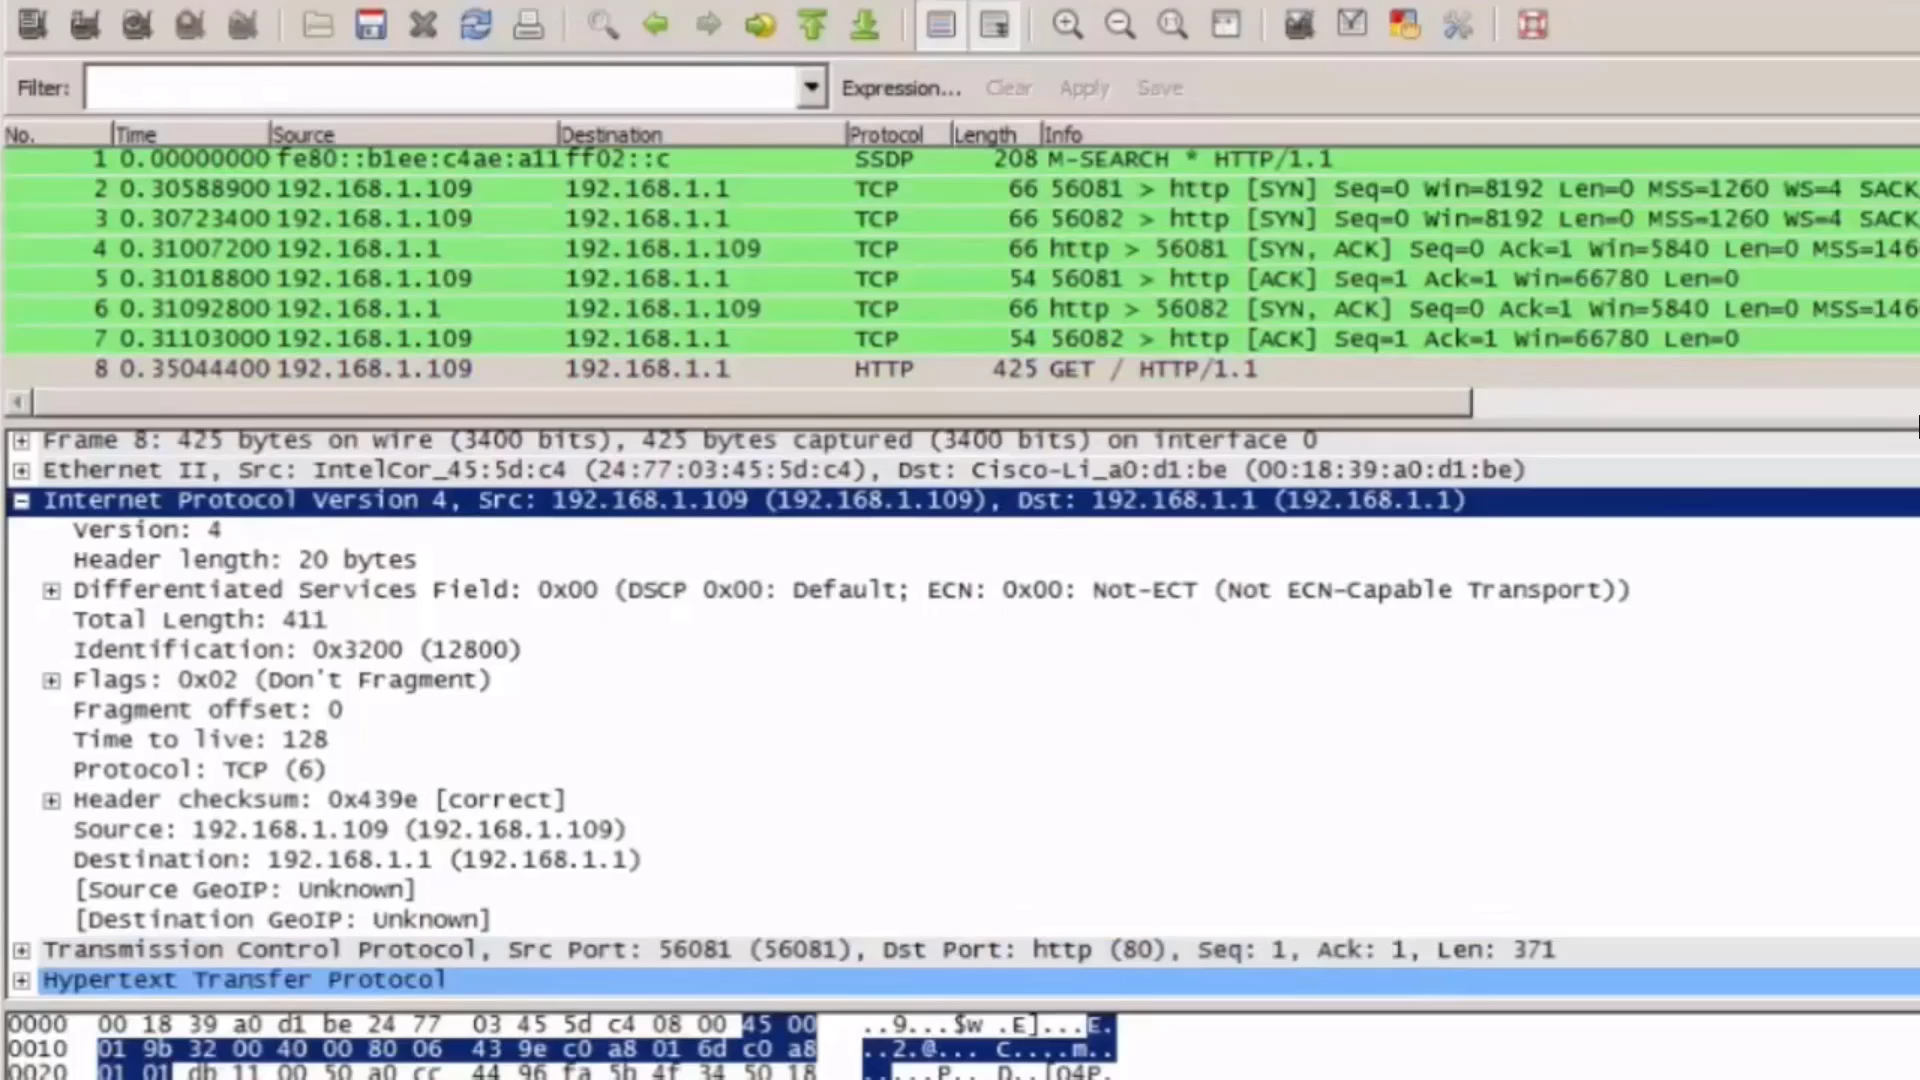 Filter: Expression... Clear Apply Save
No. Time Source Destination Protocol Length Info
1 0.00000000 fe80::b1ee:c4ae:a11 ff02::c SSDP 208 M-SEARCH * HTTP/1.1
2 0.30588900 192.168.1.109 192.168.1.1 TCP 66 56081 > http [SYN] Seq=0 Win=8192 Len=0 MSS=1260 WS=4 SACK
3 0.30723400 192.168.1.109 192.168.1.1 TCP 66 56082 > http [SYN] Seq=0 Win=8192 Len=0 MSS=1260 WS=4 SACK
4 0.31007200 192.168.1.1 192.168.1.109 TCP 66 http > 56081 [SYN, ACK] Seq=0 Ack=1 Win=5840 Len=0 MSS=146
5 0.31018800 192.168.1.109 192.168.1.1 TCP 54 56081 > http [ACK] Seq=1 Ack=1 Win=66780 Len=0
6 0.31092800 192.168.1.1 192.168.1.109 TCP 66 http > 56082 [SYN, ACK] Seq=0 Ack=1 Win=5840 Len=0 MSS=146
7 0.31103000 192.168.1.109 192.168.1.1 TCP 54 56082 > http [ACK] Seq=1 Ack=1 Win=66780 Len=0
8 0.35044400 192.168.1.109 192.168.1.1 HTTP 425 GET / HTTP/1.1
Frame 8: 425 bytes on wire (3400 bits), 425 bytes captured (3400 bits) on interface 0
Ethernet II, Src: IntelCor_45:5d:c4 (24:77:03:45:5d:c4), Dst: Cisco-Li_a0:d1:be (00:18:39:a0:d1:be)
Internet Protocol Version 4, Src: 192.168.1.109 (192.168.1.109), Dst: 192.168.1.1 (192.168.1.1)
Version: 4
Header length: 20 bytes
Differentiated Services Field: 0x00 (DSCP 0x00: Default; ECN: 0x00: Not-ECT (Not ECN-Capable Transport))
Total Length: 411
Identification: 0x3200 (12800)
Flags: 0x02 (Don't Fragment)
Fragment offset: 0
Time to live: 128
Protocol: TCP (6)
Header checksum: 0x439e [correct]
Source: 192.168.1.109 (192.168.1.109)
Destination: 192.168.1.1 (192.168.1.1)
[Source GeoIP: Unknown]
[Destination GeoIP: Unknown]
Transmission Control Protocol, Src Port: 56081 (56081), Dst Port: http (80), Seq: 1, Ack: 1, Len: 371
Hypertext Transfer Protocol
0000 00 18 39 a0 d1 be 24 77 03 45 5d c4 08 00 45 00 ..9...$w .E]...E.
0010 01 9b 32 00 40 00 80 06 43 9e c0 a8 01 6d c0 a8 ..2.@... C....m..
0020 01 01 db 11 00 50 a0 cc 44 96 fa 5b 4f 34 50 18 .....P.. D..[O4P.